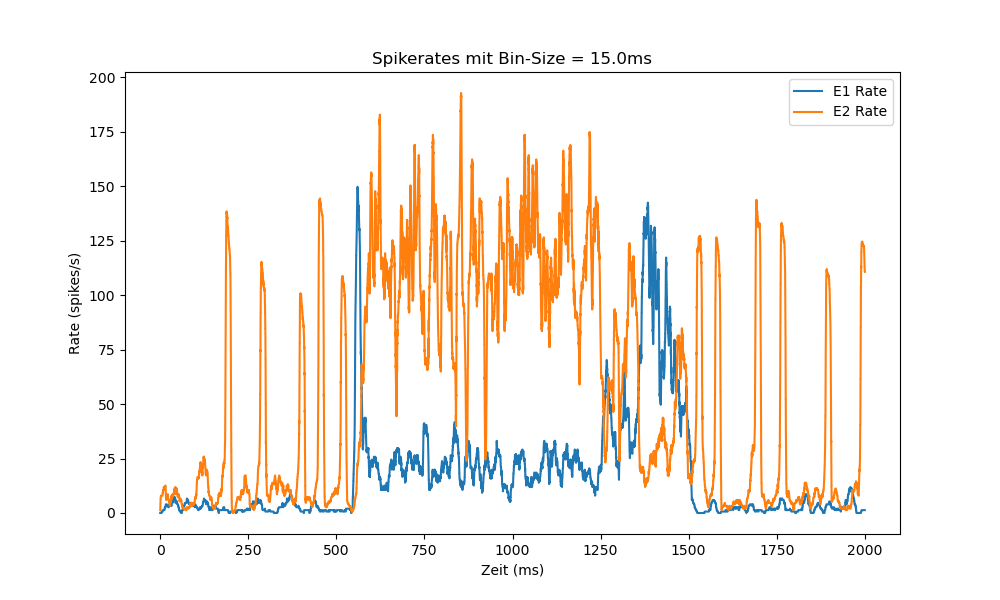 Spikerates mit Bin-Size = 15.0ms
E1 Rate
E2 Rate
Rate (spikes/s)
200
175
150
125
100
75
50
25
0
0 250 500 750 1000 1250 1500 1750 2000
Zeit (ms)